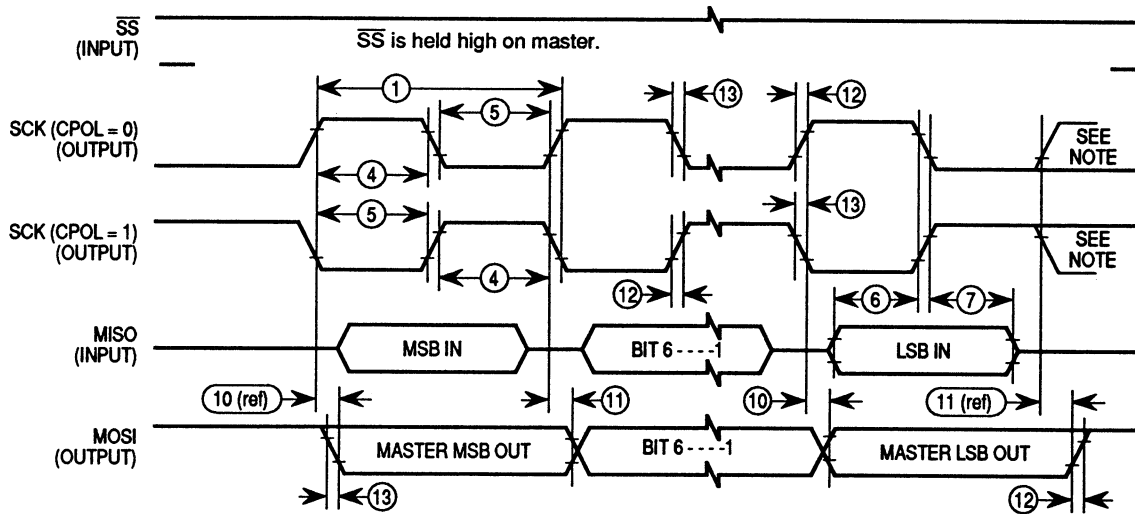 SS
(INPUT)
SS is held high on master.
1
5
13
12
SCK (CPOL = 0)
(OUTPUT)
SEE
NOTE
4
5
13
SCK (CPOL = 1)
(OUTPUT)
SEE
NOTE
4
12
6
7
MISO
(INPUT)
MSB IN
BIT 6 - - - - 1
LSB IN
10 (ref)
11
10
11 (ref)
MOSI
(OUTPUT)
MASTER MSB OUT
BIT 6 - - - - 1
MASTER LSB OUT
13
12